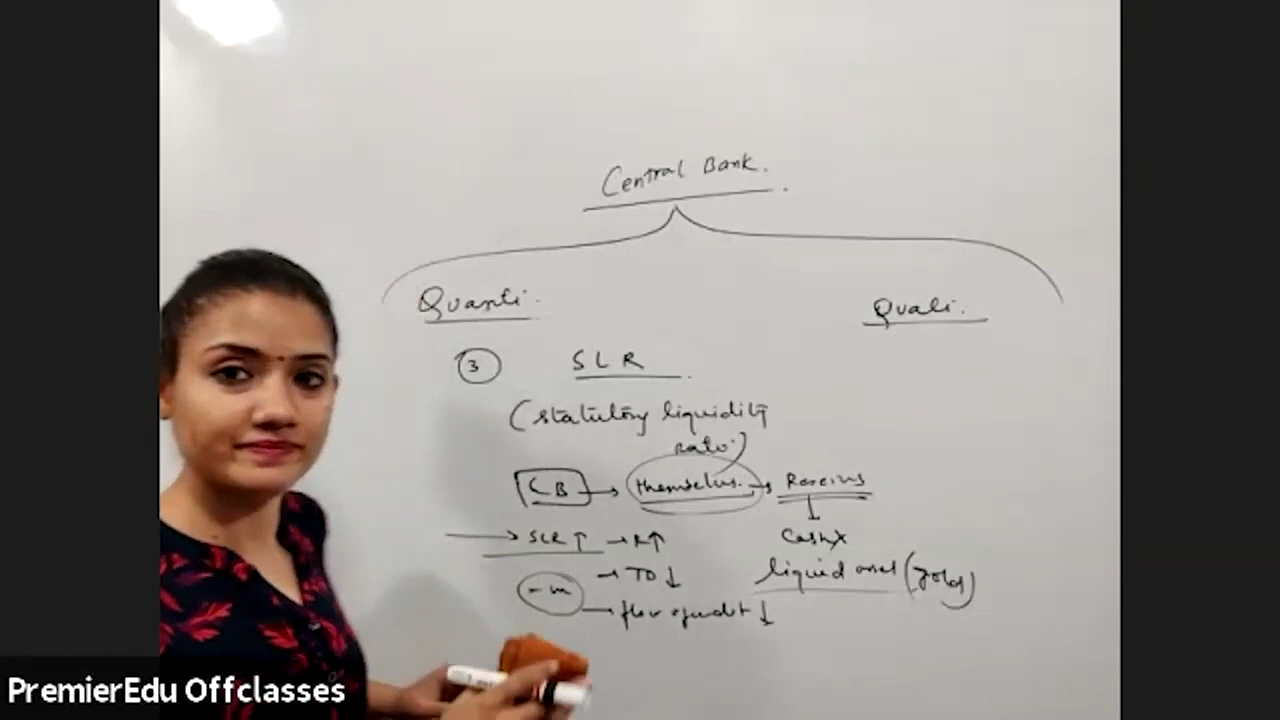 Central Bank.
Quanti. Quali.
3 SLR
(statutory liquidity
ratio)
CB → themselves → Reserves
→ SLR ↑ → R↑ Cash X
-m → TD ↓ liquid asset (gold)
→ flow of credit ↓
PremierEdu Offclasses